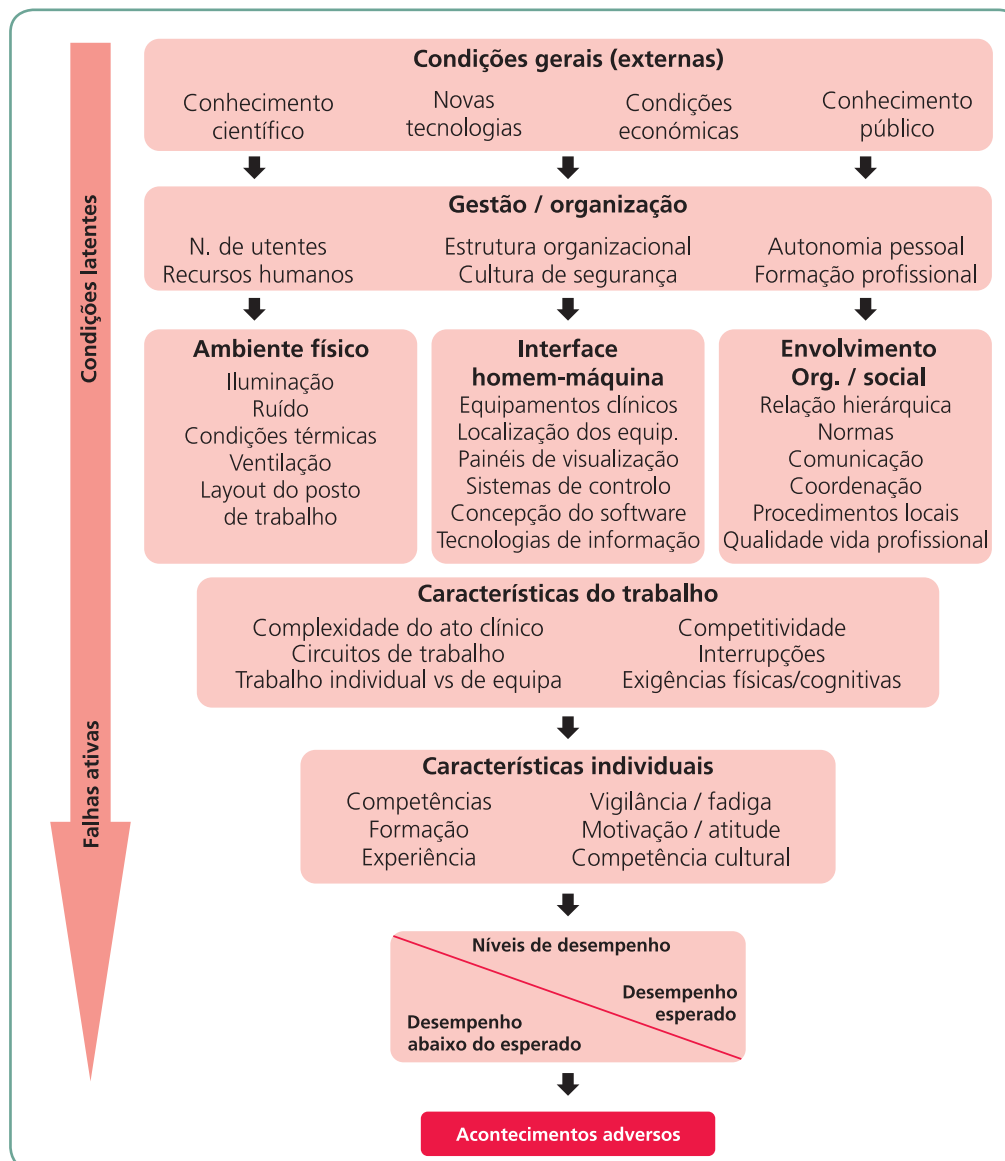 Condições gerais (externas)
Conhecimento
científico
Novas
tecnologias
Condições
económicas
Conhecimento
público
Gestão / organização
N. de utentes
Recursos humanos
Estrutura organizacional
Cultura de segurança
Autonomia pessoal
Formação profissional
Ambiente físico
Iluminação
Ruído
Condições térmicas
Ventilação
Layout do posto
de trabalho
Interface
homem-máquina
Equipamentos clínicos
Localização dos equip.
Painéis de visualização
Sistemas de controlo
Concepção do software
Tecnologias de informação
Envolvimento
Org. / social
Relação hierárquica
Normas
Comunicação
Coordenação
Procedimentos locais
Qualidade vida profissional
Características do trabalho
Complexidade do ato clínico
Circuitos de trabalho
Trabalho individual vs de equipa
Competitividade
Interrupções
Exigências físicas/cognitivas
Características individuais
Competências
Formação
Experiência
Vigilância / fadiga
Motivação / atitude
Competência cultural
Níveis de desempenho
Desempenho
esperado
Desempenho
abaixo do esperado
Acontecimentos adversos
Condições latentes
Falhas ativas